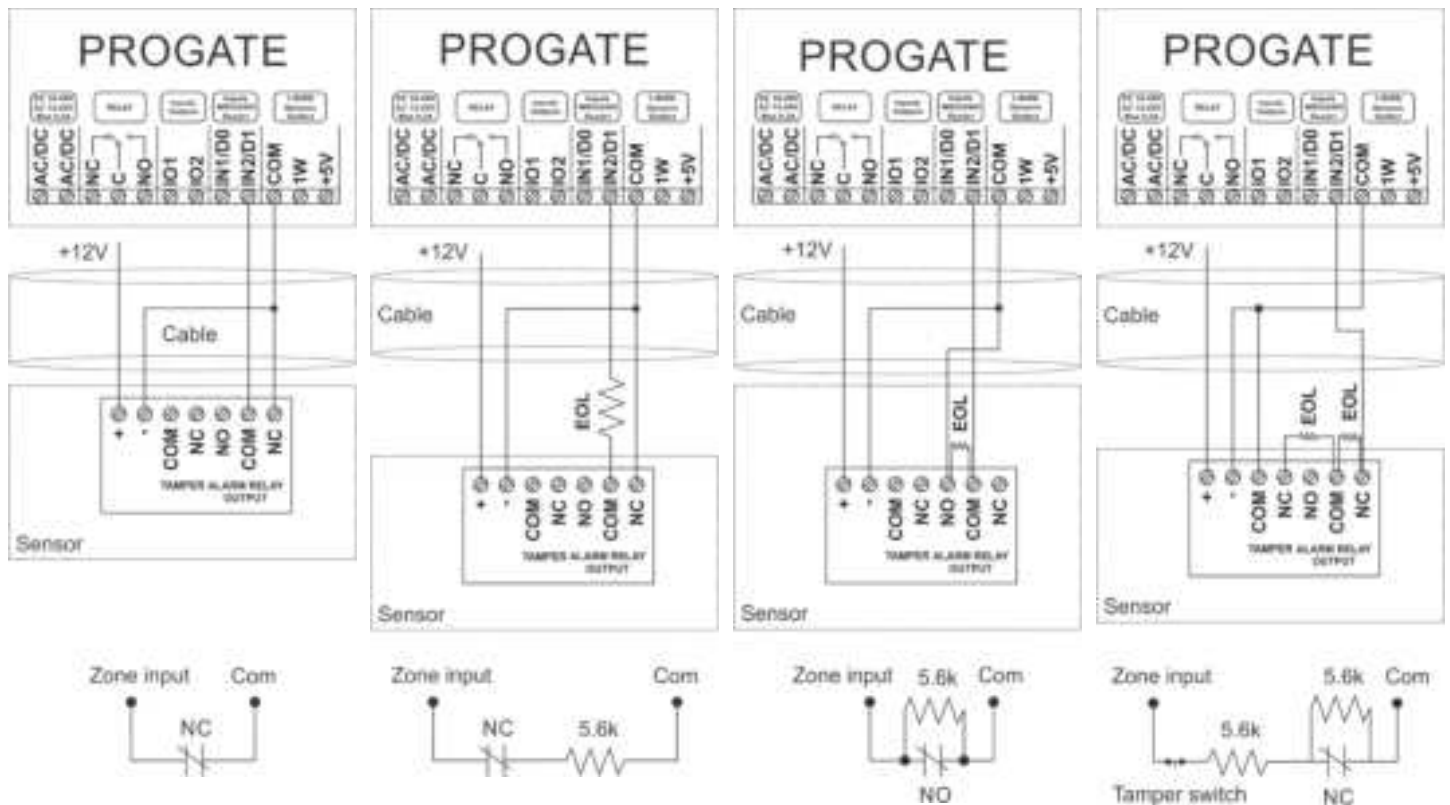 PROGATE
RELAY
AC/DC
AC/DC
NC
C
NO
IO1
IO2
IN1/D0
IN2/D1
COM
1W
+5V
+12V
Cable
+
-
COM
NC
NO
COM
NC
TAMPER ALARM RELAY
OUTPUT
Sensor
Zone input Com
NC
PROGATE
RELAY
AC/DC
AC/DC
NC
C
NO
IO1
IO2
IN1/D0
IN2/D1
COM
1W
+5V
+12V
Cable
EOL
+
-
COM
NC
NO
COM
NC
TAMPER ALARM RELAY
OUTPUT
Sensor
Zone input Com
NC 5.6k
PROGATE
RELAY
AC/DC
AC/DC
NC
C
NO
IO1
IO2
IN1/D0
IN2/D1
COM
1W
+5V
+12V
Cable
EOL
+
-
COM
NC
NO
COM
NC
TAMPER ALARM RELAY
OUTPUT
Sensor
Zone input 5.6k Com
NO
PROGATE
RELAY
AC/DC
AC/DC
NC
C
NO
IO1
IO2
IN1/D0
IN2/D1
COM
1W
+5V
+12V
Cable
EOL EOL
+
-
COM
NC
NO
COM
NC
TAMPER ALARM RELAY
OUTPUT
Sensor
Zone input 5.6k Com
5.6k
Tamper switch NC